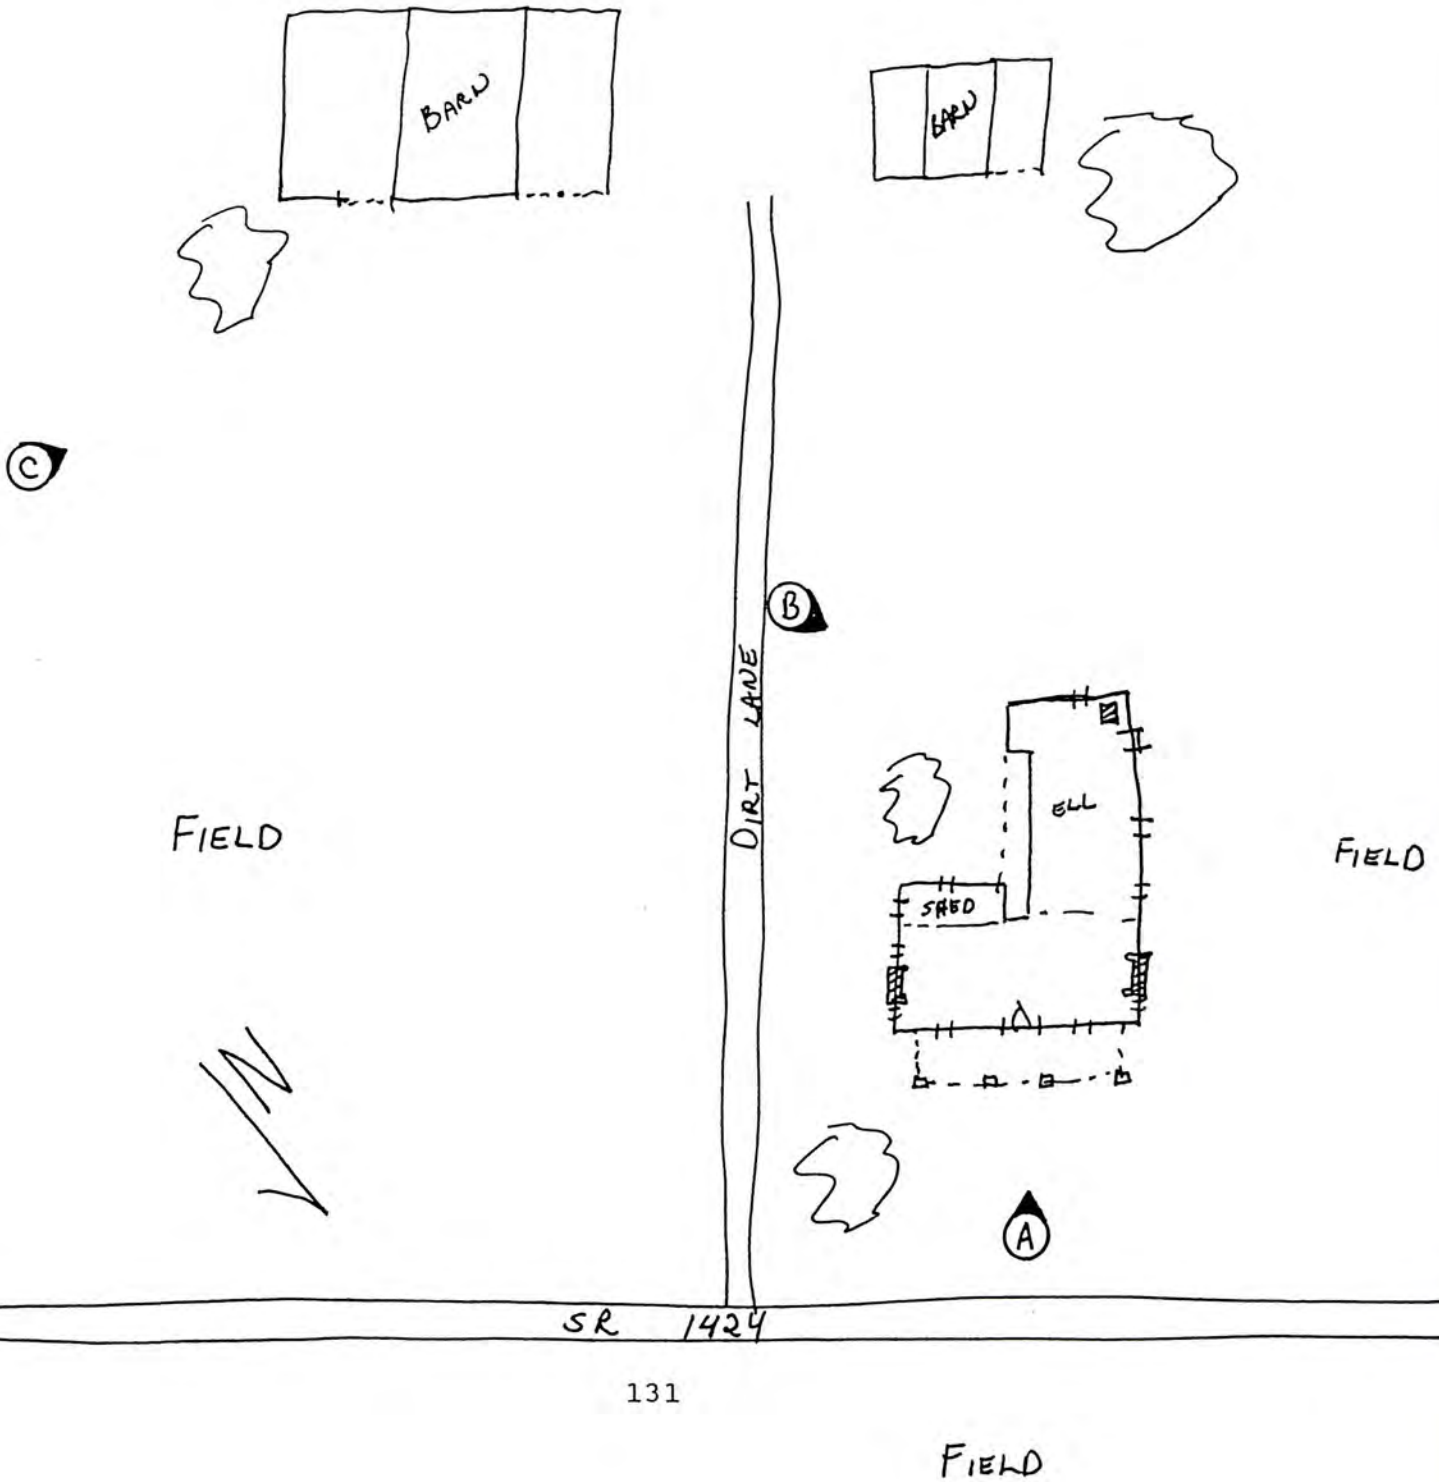 BARN
BARN
C
B
DIRT LANE
ELL
FIELD
FIELD
SHED
N
A
SR 1424
131
FIELD